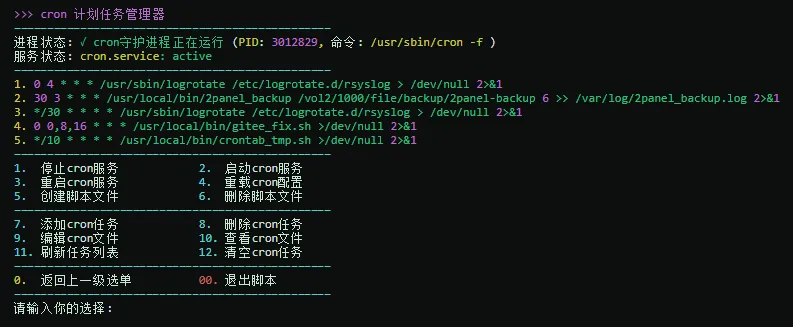 >>> cron 计划任务管理器
进程状态: √ cron守护进程正在运行 (PID: 3012829, 命令: /usr/sbin/cron -f )
服务状态: cron.service: active
1. 0 4 * * * /usr/sbin/logrotate /etc/logrotate.d/rsyslog > /dev/null 2>&1
2. 30 3 * * * /usr/local/bin/2panel_backup /vol2/1000/file/backup/2panel-backup 6 >> /var/log/2panel_backup.log 2>&1
3. */30 * * * * /usr/sbin/logrotate /etc/logrotate.d/rsyslog > /dev/null 2>&1
4. 0 0,8,16 * * * /usr/local/bin/gitee_fix.sh >/dev/null 2>&1
5. */10 * * * * /usr/local/bin/crontab_tmp.sh >/dev/null 2>&1
1. 停止cron服务 2. 启动cron服务
3. 重启cron服务 4. 重载cron配置
5. 创建脚本文件 6. 删除脚本文件
7. 添加cron任务 8. 删除cron任务
9. 编辑cron文件 10. 查看cron文件
11. 刷新任务列表 12. 清空cron任务
0. 返回上一级选单 00. 退出脚本
请输入你的选择: